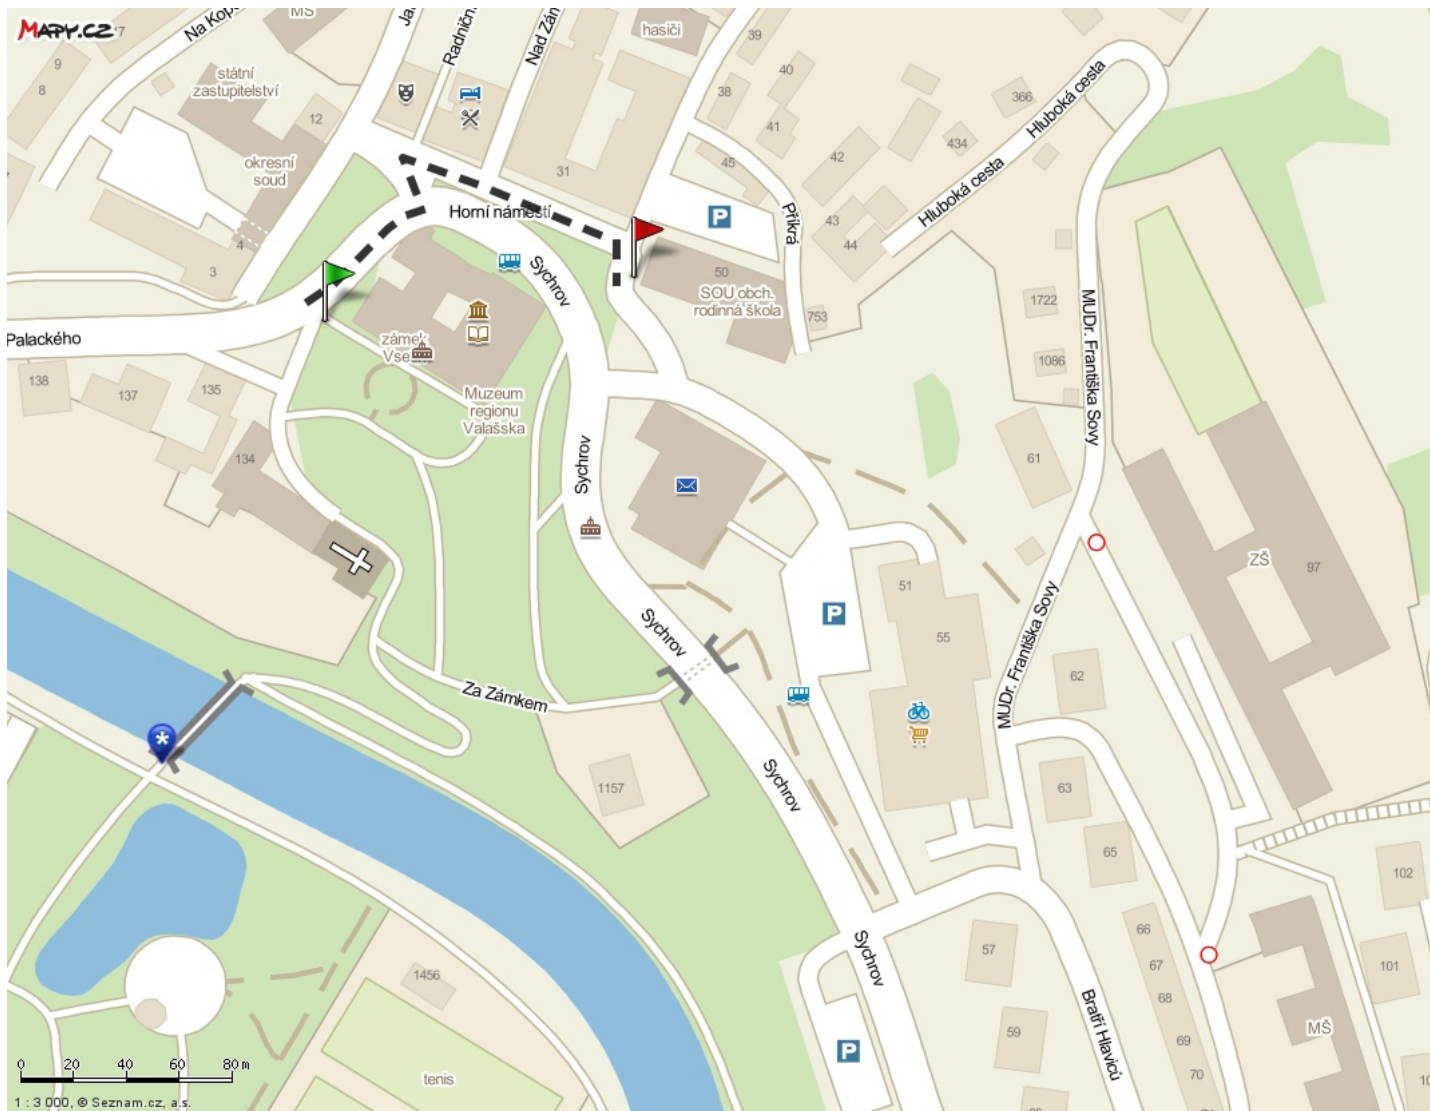 Mapy.cz
Na Kop
Radniční
Nad Zám
MŠ
hasiči
39
9
8
státní
zastupitelství
12
40
38
366
Hluboká cesta
41
434
okresní
soud
45
42
31
Hluboká cesta
Horní náměstí
P
Příkrá
43
44
4
3
Sychrov
50
SOU obch.
rodinná škola
1722
753
MUDr. Františka Sovy
Palackého
zámek
Vse
1086
138
137
135
Muzeum
regionu
Valašska
134
Sychrov
61
ZŠ
97
51
P
55
Sychrov
MUDr. Františka Sovy
62
Za Zámkem
1157
Sychrov
63
65
102
66
57
Sychrov
67
101
1456
68
59
Bratří Hlaviců
MŠ
69
P
70
tenis
0 20 40 60 80 m
1 : 3 000, © Seznam.cz, a.s.